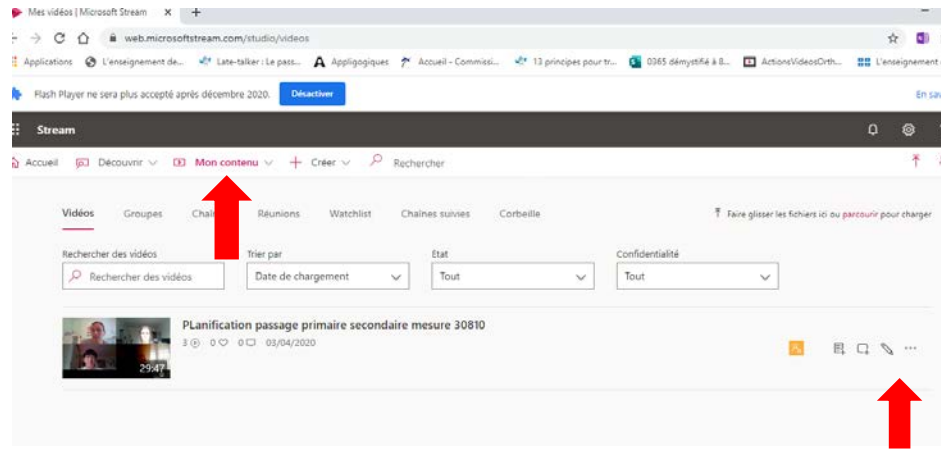 Mes vidéos | Microsoft Stream
web.microsoftstream.com/studio/videos
Applications L'enseignement de... Late-talker : Le pass... Appligogiques Accueil - Commissi... 13 principes pour tr... 0365 démystifié à B... ActionsVideosOrth... L'enseignement
Flash Player ne sera plus accepté après décembre 2020. Désactiver En sav
Stream
Accueil Découvrir Mon contenu Créer Rechercher
Vidéos Groupes Chaî Réunions Watchlist Chaînes suivies Corbeille Faire glisser les fichiers ici ou parcourir pour charger
Rechercher des vidéos Trier par Etat Confidentialité
Rechercher des vidéos Date de chargement Tout Tout
PLanification passage primaire secondaire mesure 30810
3 0 0 03/04/2020
29:47